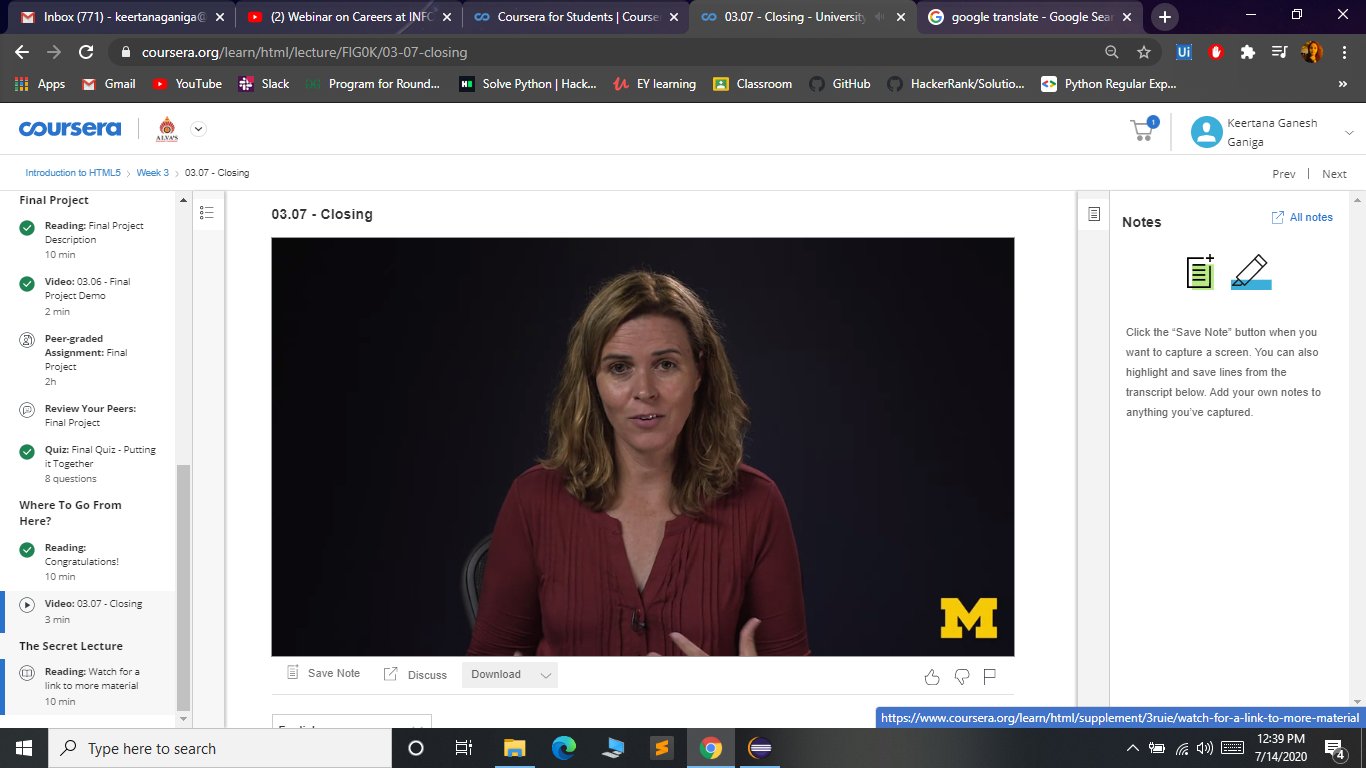 Inbox (771) - keertanaganiga@
(2) Webinar on Careers at INFO
Coursera for Students | Course
03.07 - Closing - University
google translate - Google Sear
coursera.org/learn/html/lecture/FIG0K/03-07-closing
Apps
Gmail
YouTube
Slack
Program for Round...
Solve Python | Hack...
EY learning
Classroom
GitHub
HackerRank/Solutio...
Python Regular Exp...
coursera
ALVA'S
1
Keertana Ganesh
Ganiga
Introduction to HTML5 > Week 3 > 03.07 - Closing
Prev | Next
Final Project
Reading: Final Project
Description
10 min
Video: 03.06 - Final
Project Demo
2 min
Peer-graded
Assignment: Final
Project
2h
Review Your Peers:
Final Project
Quiz: Final Quiz - Putting
it Together
8 questions
Where To Go From
Here?
Reading:
Congratulations!
10 min
Video: 03.07 - Closing
3 min
The Secret Lecture
Reading: Watch for a
link to more material
10 min
03.07 - Closing
M
Save Note
Discuss
Download
Notes
All notes
Click the “Save Note” button when you
want to capture a screen. You can also
highlight and save lines from the
transcript below. Add your own notes to
anything you’ve captured.
https://www.coursera.org/learn/html/supplement/3ruie/watch-for-a-link-to-more-material
Type here to search
12:39 PM
7/14/2020
4